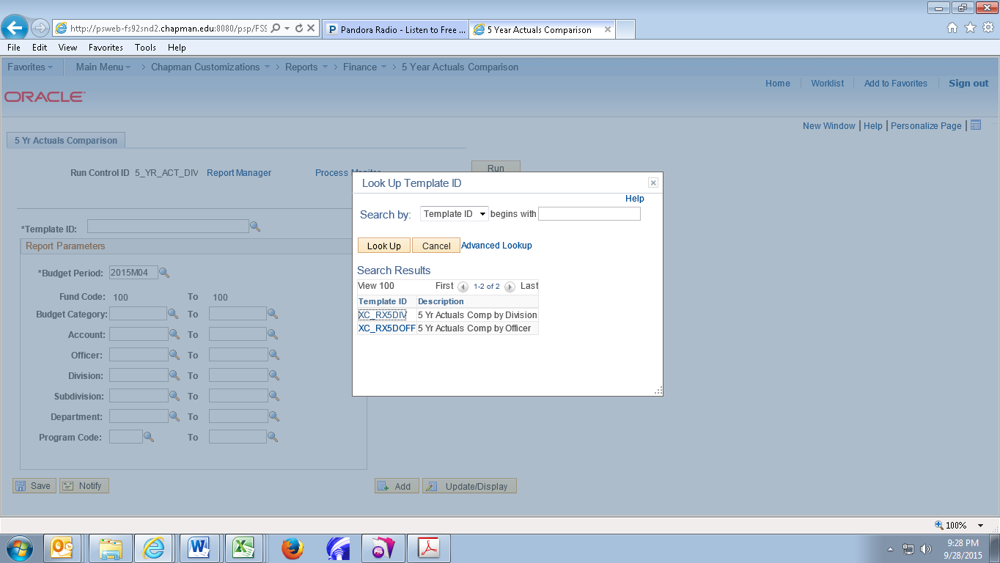 http://psweb-fs92snd2.chapman.edu:8080/psp/FS9
Pandora Radio - Listen to Free ...
5 Year Actuals Comparison
File Edit View Favorites Tools Help
Favorites Main Menu > Chapman Customizations > Reports > Finance > 5 Year Actuals Comparison
Home Worklist Add to Favorites Sign out
ORACLE
New Window | Help | Personalize Page |
5 Yr Actuals Comparison
Run Control ID 5_YR_ACT_DIV Report Manager Process Monitor Run
Look Up Template ID
Help
Search by: Template ID begins with
Look Up Cancel Advanced Lookup
Search Results
View 100 First 1-2 of 2 Last
Template ID Description
XC_RX5DIV 5 Yr Actuals Comp by Division
XC_RX5DOFF 5 Yr Actuals Comp by Officer
*Template ID:
Report Parameters
*Budget Period: 2015M04
Fund Code: 100 To 100
Budget Category: To
Account: To
Officer: To
Division: To
Subdivision: To
Department: To
Program Code: To
Save Notify Add Update/Display
100%
9:28 PM
9/28/2015